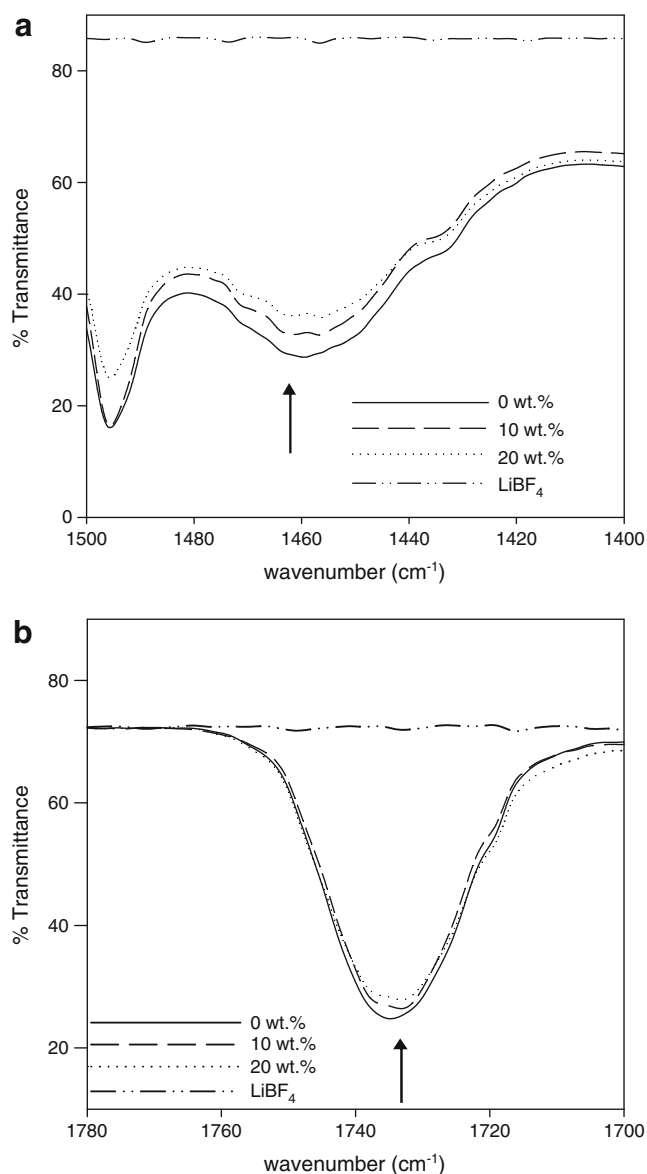 a
80
60
40
20
0
% Transmittance
0 wt.%
10 wt.%
20 wt.%
LiBF₄
1500 1480 1460 1440 1420 1400
wavenumber (cm⁻¹)
b
80
60
40
20
% Transmittance
0 wt.%
10 wt.%
20 wt.%
LiBF₄
1780 1760 1740 1720 1700
wavenumber (cm⁻¹)